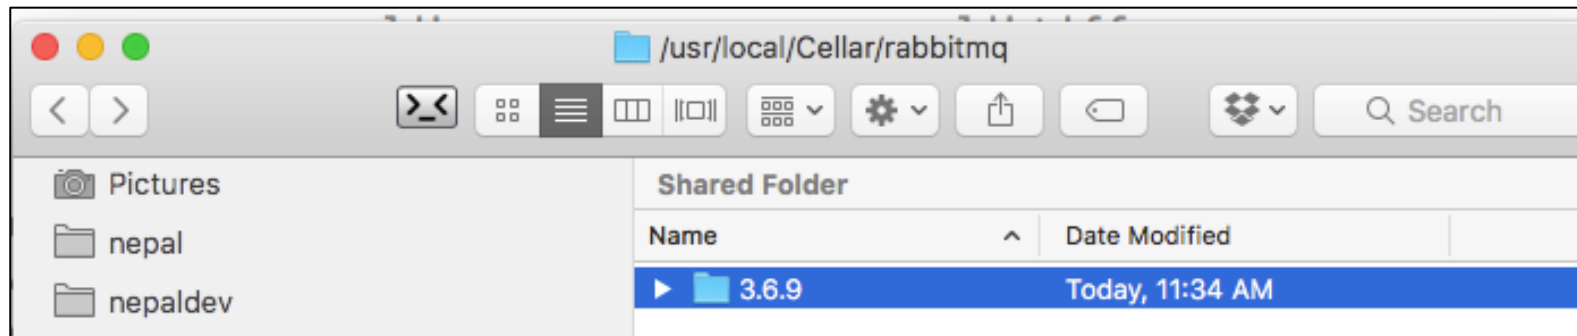 /usr/local/Cellar/rabbitmq
Search
Pictures
nepal
nepaldev
Shared Folder
Name Date Modified
3.6.9 Today, 11:34 AM